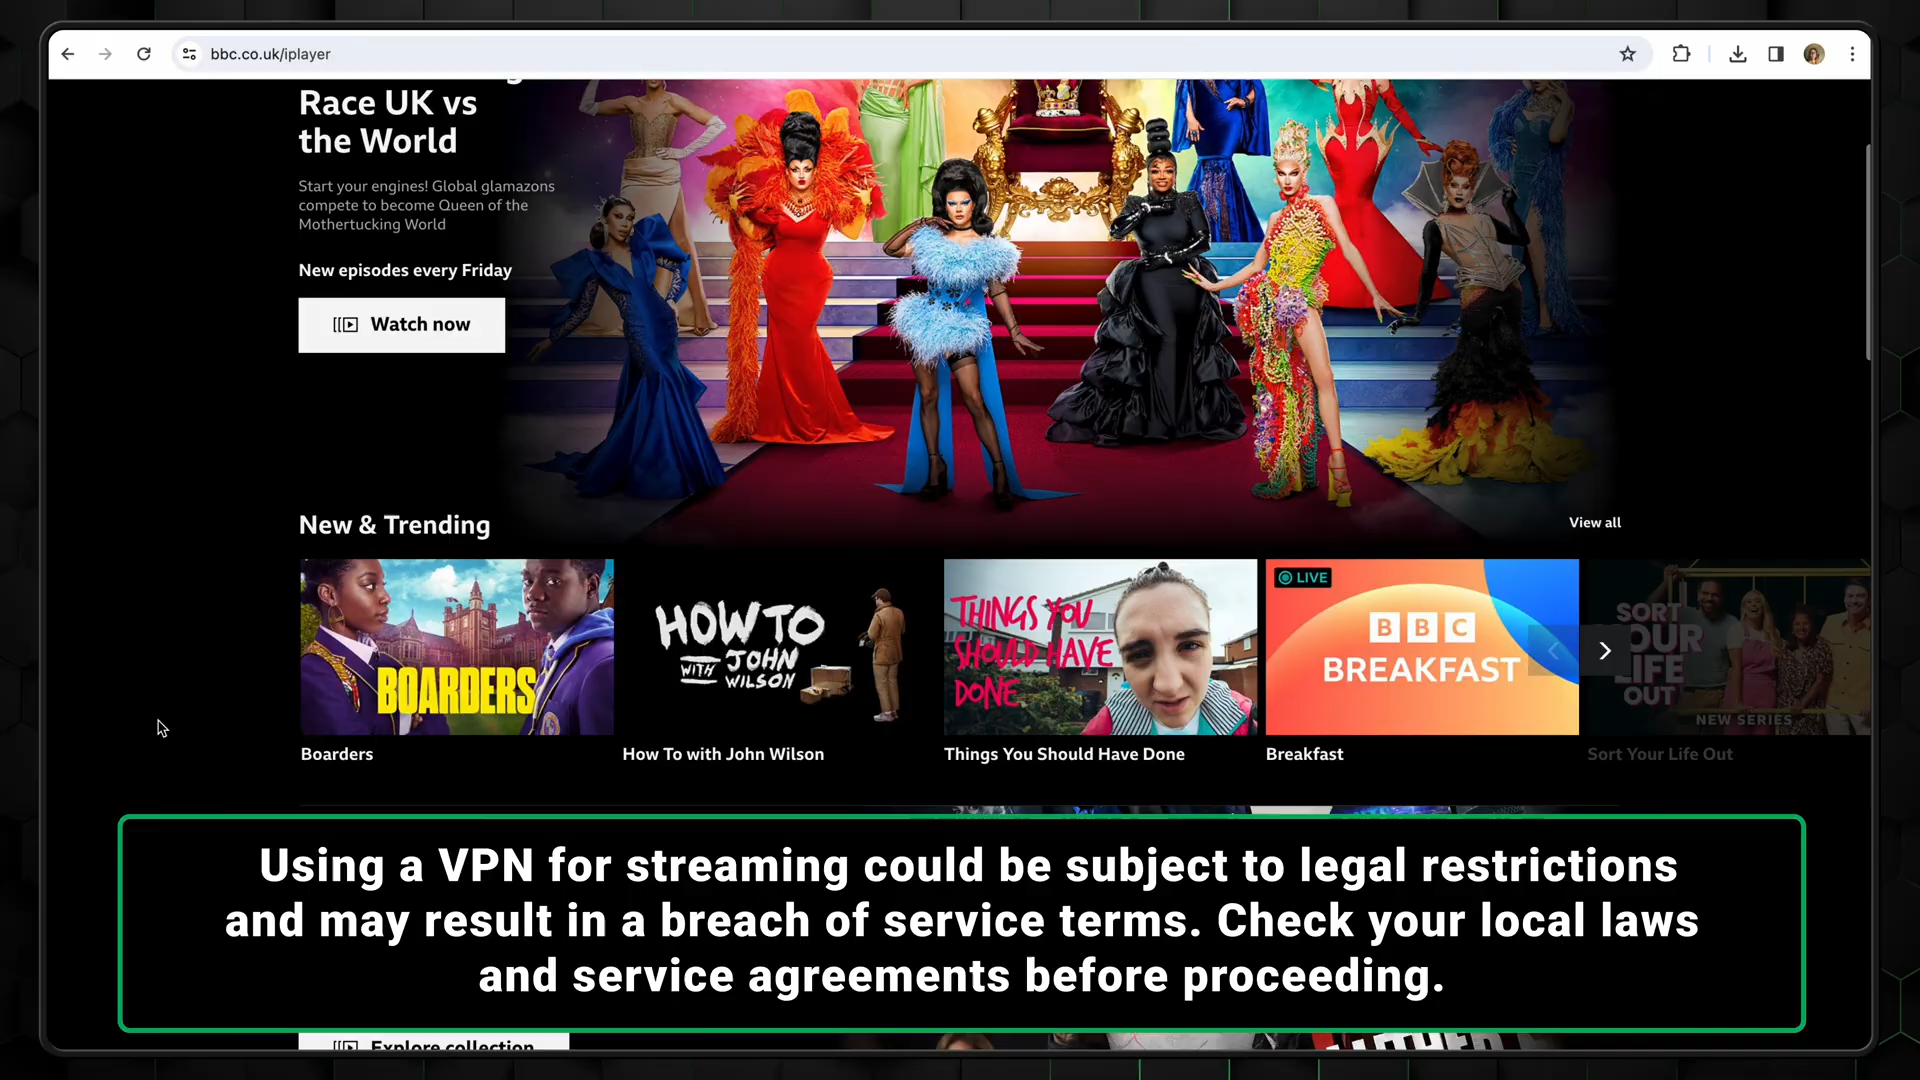 bbc.co.uk/iplayer
Race UK vs
the World
Start your engines! Global glamazons
compete to become Queen of the
Mothertucking World
New episodes every Friday
Watch now
New & Trending
View all
BOARDERS
HOW TO
WITH JOHN
WILSON
THINGS YOU
SHOULD HAVE
DONE
LIVE
BBC
BREAKFAST
SORT
YOUR
LIFE
OUT
NEW SERIES
Boarders
How To with John Wilson
Things You Should Have Done
Breakfast
Sort Your Life Out
Using a VPN for streaming could be subject to legal restrictions
and may result in a breach of service terms. Check your local laws
and service agreements before proceeding.
Explore collection